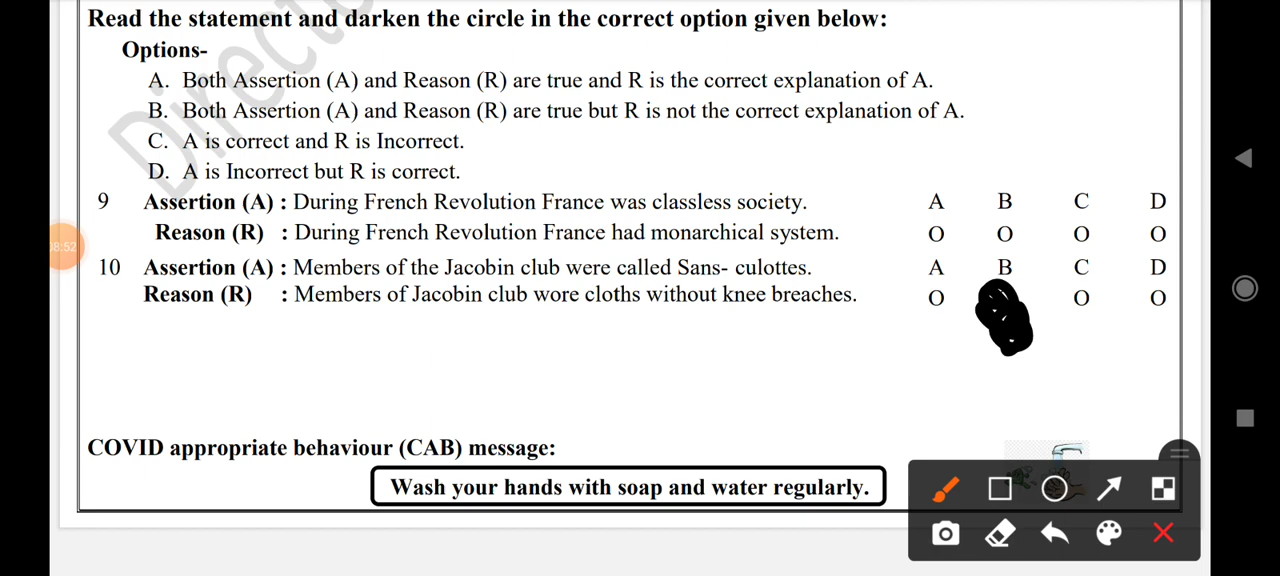 Read the statement and darken the circle in the correct option given below:
Options-
A. Both Assertion (A) and Reason (R) are true and R is the correct explanation of A.
B. Both Assertion (A) and Reason (R) are true but R is not the correct explanation of A.
C. A is correct and R is Incorrect.
D. A is Incorrect but R is correct.
9 Assertion (A) : During French Revolution France was classless society. A B C D
Reason (R) : During French Revolution France had monarchical system. O O O O
8:52
10 Assertion (A) : Members of the Jacobin club were called Sans- culottes. A B C D
Reason (R) : Members of Jacobin club wore cloths without knee breaches. O O O
COVID appropriate behaviour (CAB) message:
Wash your hands with soap and water regularly.